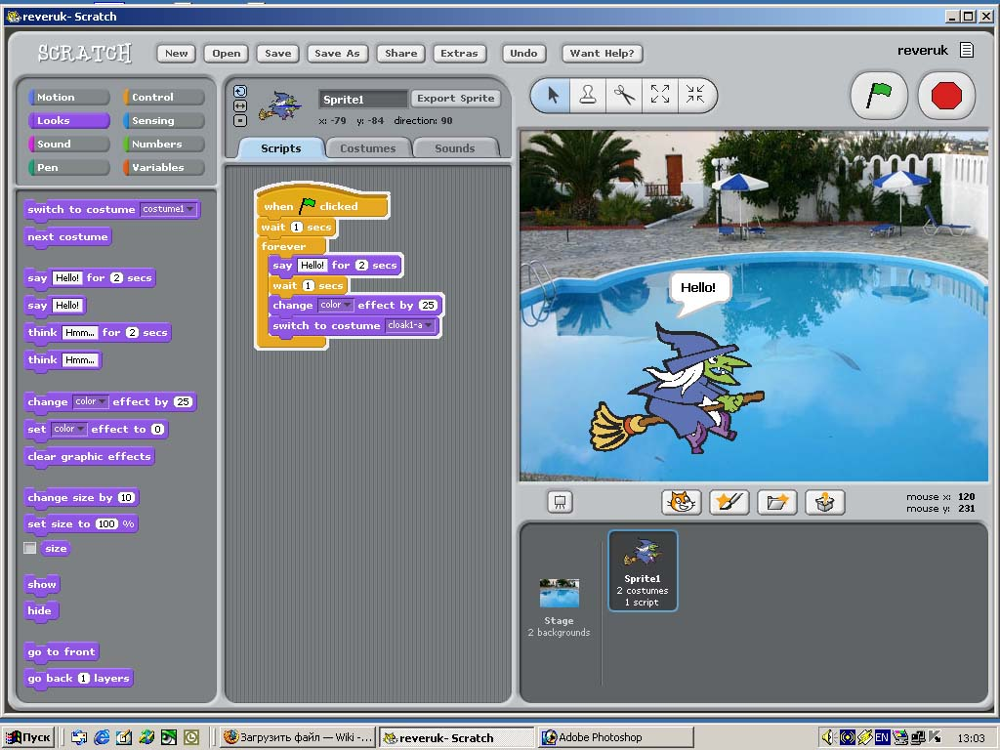 reveruk- Scratch
SCRATCH
New
Open
Save
Save As
Share
Extras
Undo
Want Help?
reveruk
Motion
Control
Looks
Sensing
Sound
Numbers
Pen
Variables
switch to costume costume1
next costume
say Hello! for 2 secs
say Hello!
think Hmm... for 2 secs
think Hmm...
change color effect by 25
set color effect to 0
clear graphic effects
change size by 10
set size to 100 %
size
show
hide
go to front
go back 1 layers
Sprite1
Export Sprite
x: -79 y: -84 direction: 90
Scripts
Costumes
Sounds
when clicked
wait 1 secs
forever
say Hello! for 2 secs
wait 1 secs
change color effect by 25
switch to costume cloak1-a
Hello!
mouse x: 120
mouse y: 231
Stage
2 backgrounds
Sprite1
2 costumes
1 script
Пуск
Загрузить файл — Wiki -...
reveruk- Scratch
Adobe Photoshop
EN
13:03